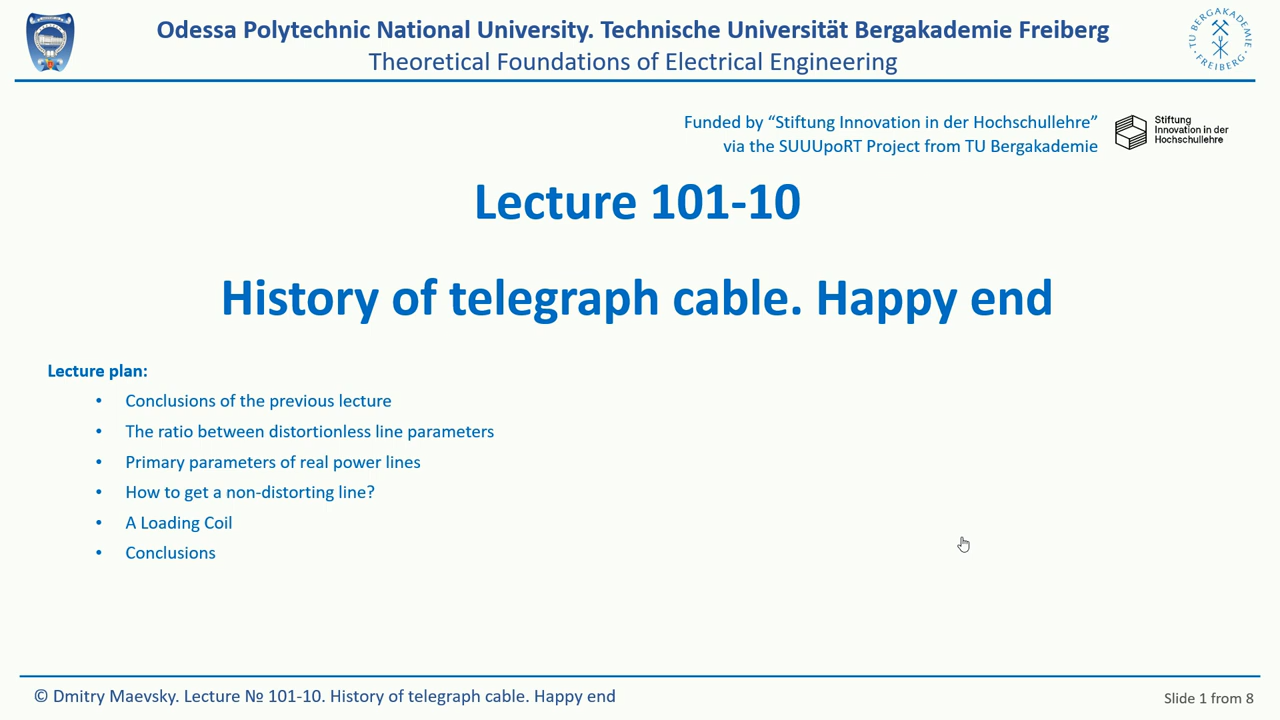 Odessa Polytechnic National University. Technische Universität Bergakademie Freiberg
Theoretical Foundations of Electrical Engineering
TU BERGAKADEMIE
FREIBERG
Funded by “Stiftung Innovation in der Hochschullehre”
via the SUUUpoRT Project from TU Bergakademie
Stiftung
Innovation in der
Hochschullehre
Lecture 101-10
History of telegraph cable. Happy end
Lecture plan:
• Conclusions of the previous lecture
• The ratio between distortionless line parameters
• Primary parameters of real power lines
• How to get a non-distorting line?
• A Loading Coil
• Conclusions
© Dmitry Maevsky. Lecture № 101-10. History of telegraph cable. Happy end
Slide 1 from 8